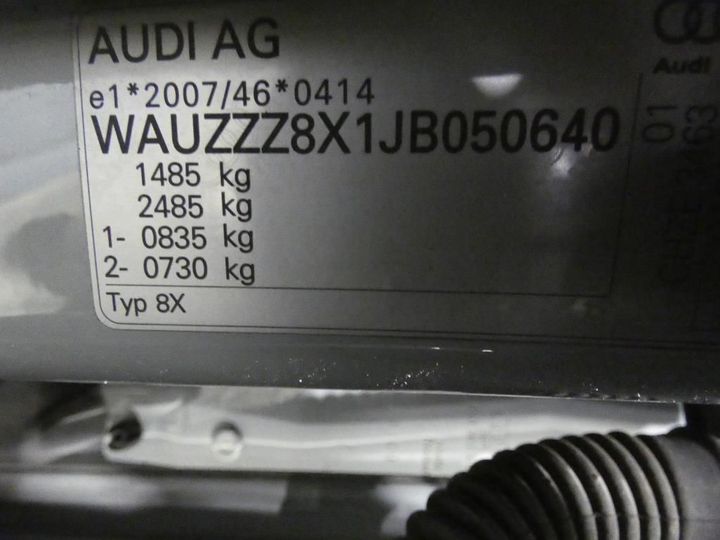 AUDI AG
e1*2007/46*0414
WAUZZZ8X1JB050640
1485 kg
2485 kg
1- 0835 kg
2- 0730 kg
Typ 8X
Audi
01